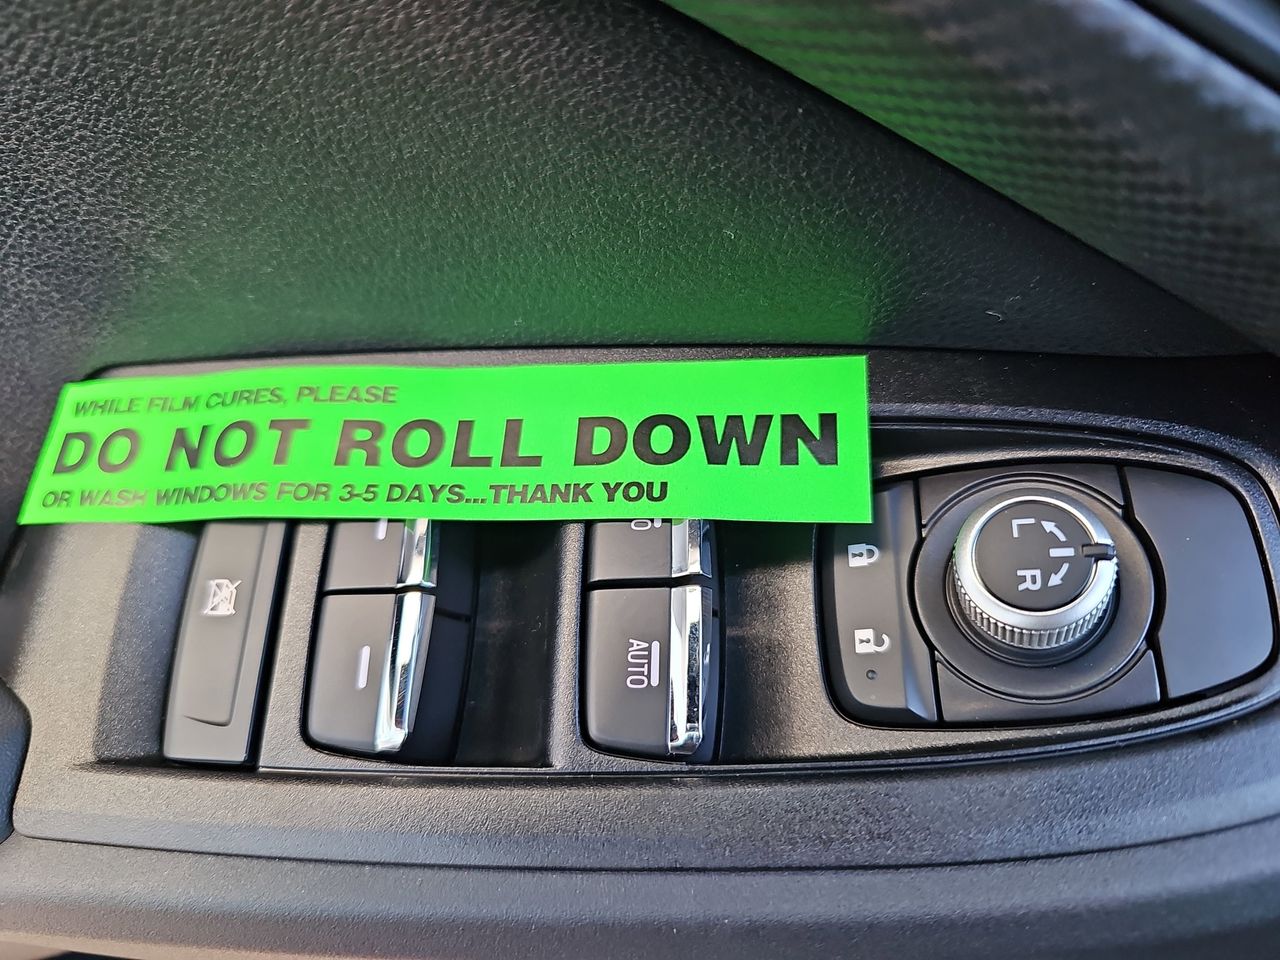 WHILE FILM CURES, PLEASE
DO NOT ROLL DOWN
OR WASH WINDOWS FOR 3-5 DAYS...THANK YOU
AUTO
L
R